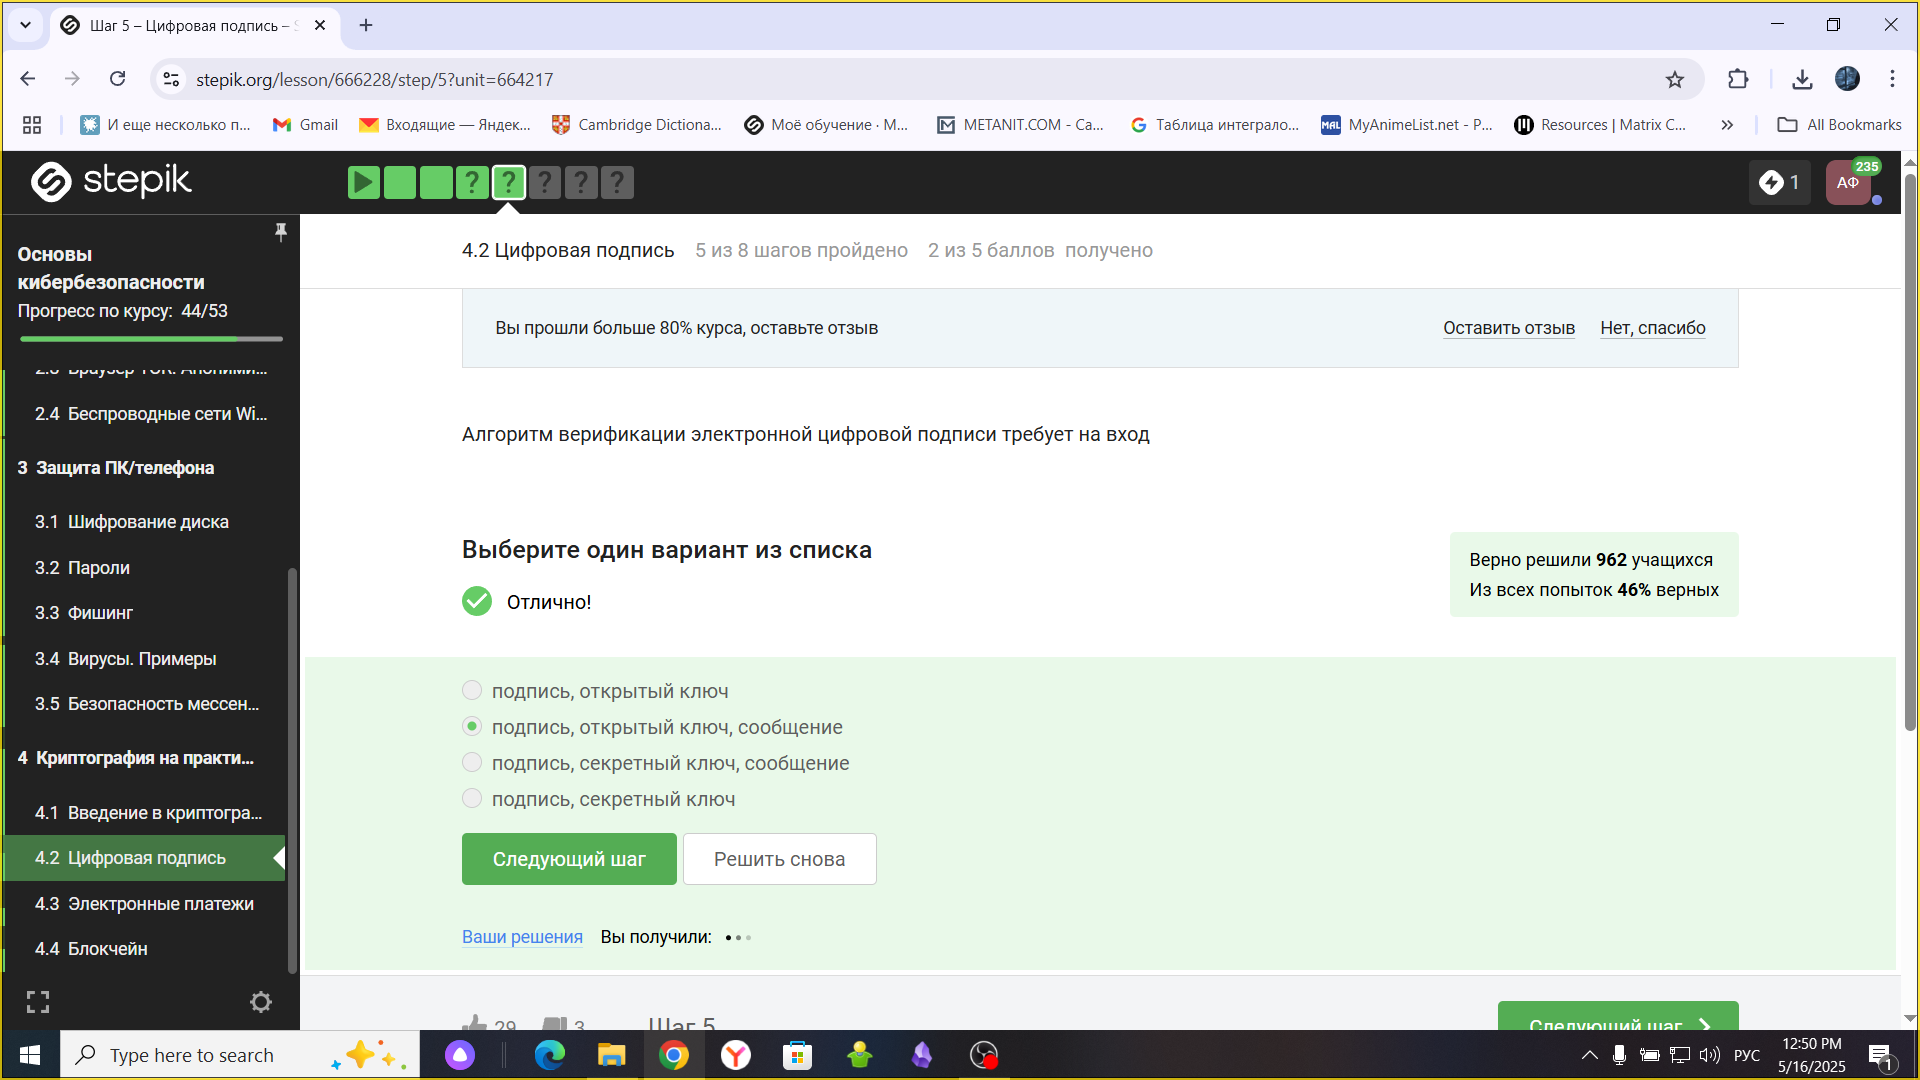 Шаг 5 – Цифровая подпись –
stepik.org/lesson/666228/step/5?unit=664217
И еще несколько п...
Gmail
Входящие — Яндек...
Cambridge Dictiona...
Моё обучение · M...
METANIT.COM - Са...
Таблица интеграло...
MyAnimeList.net - P...
Resources | Matrix C...
All Bookmarks
stepik
1
АФ
235
Основы
кибербезопасности
Прогресс по курсу: 44/53
2.4 Беспроводные сети Wi...
3 Защита ПК/телефона
3.1 Шифрование диска
3.2 Пароли
3.3 Фишинг
3.4 Вирусы. Примеры
3.5 Безопасность мессен...
4 Криптография на практи...
4.1 Введение в криптогра...
4.2 Цифровая подпись
4.3 Электронные платежи
4.4 Блокчейн
4.2 Цифровая подпись 5 из 8 шагов пройдено 2 из 5 баллов получено
Вы прошли больше 80% курса, оставьте отзыв
Оставить отзыв
Нет, спасибо
Алгоритм верификации электронной цифровой подписи требует на вход
Выберите один вариант из списка
Отлично!
Верно решили 962 учащихся
Из всех попыток 46% верных
подпись, открытый ключ
подпись, открытый ключ, сообщение
подпись, секретный ключ, сообщение
подпись, секретный ключ
Следующий шаг
Решить снова
Ваши решения
Вы получили:
29
3
Шаг 5
Следующий шаг
Type here to search
РУС
12:50 PM
5/16/2025
1